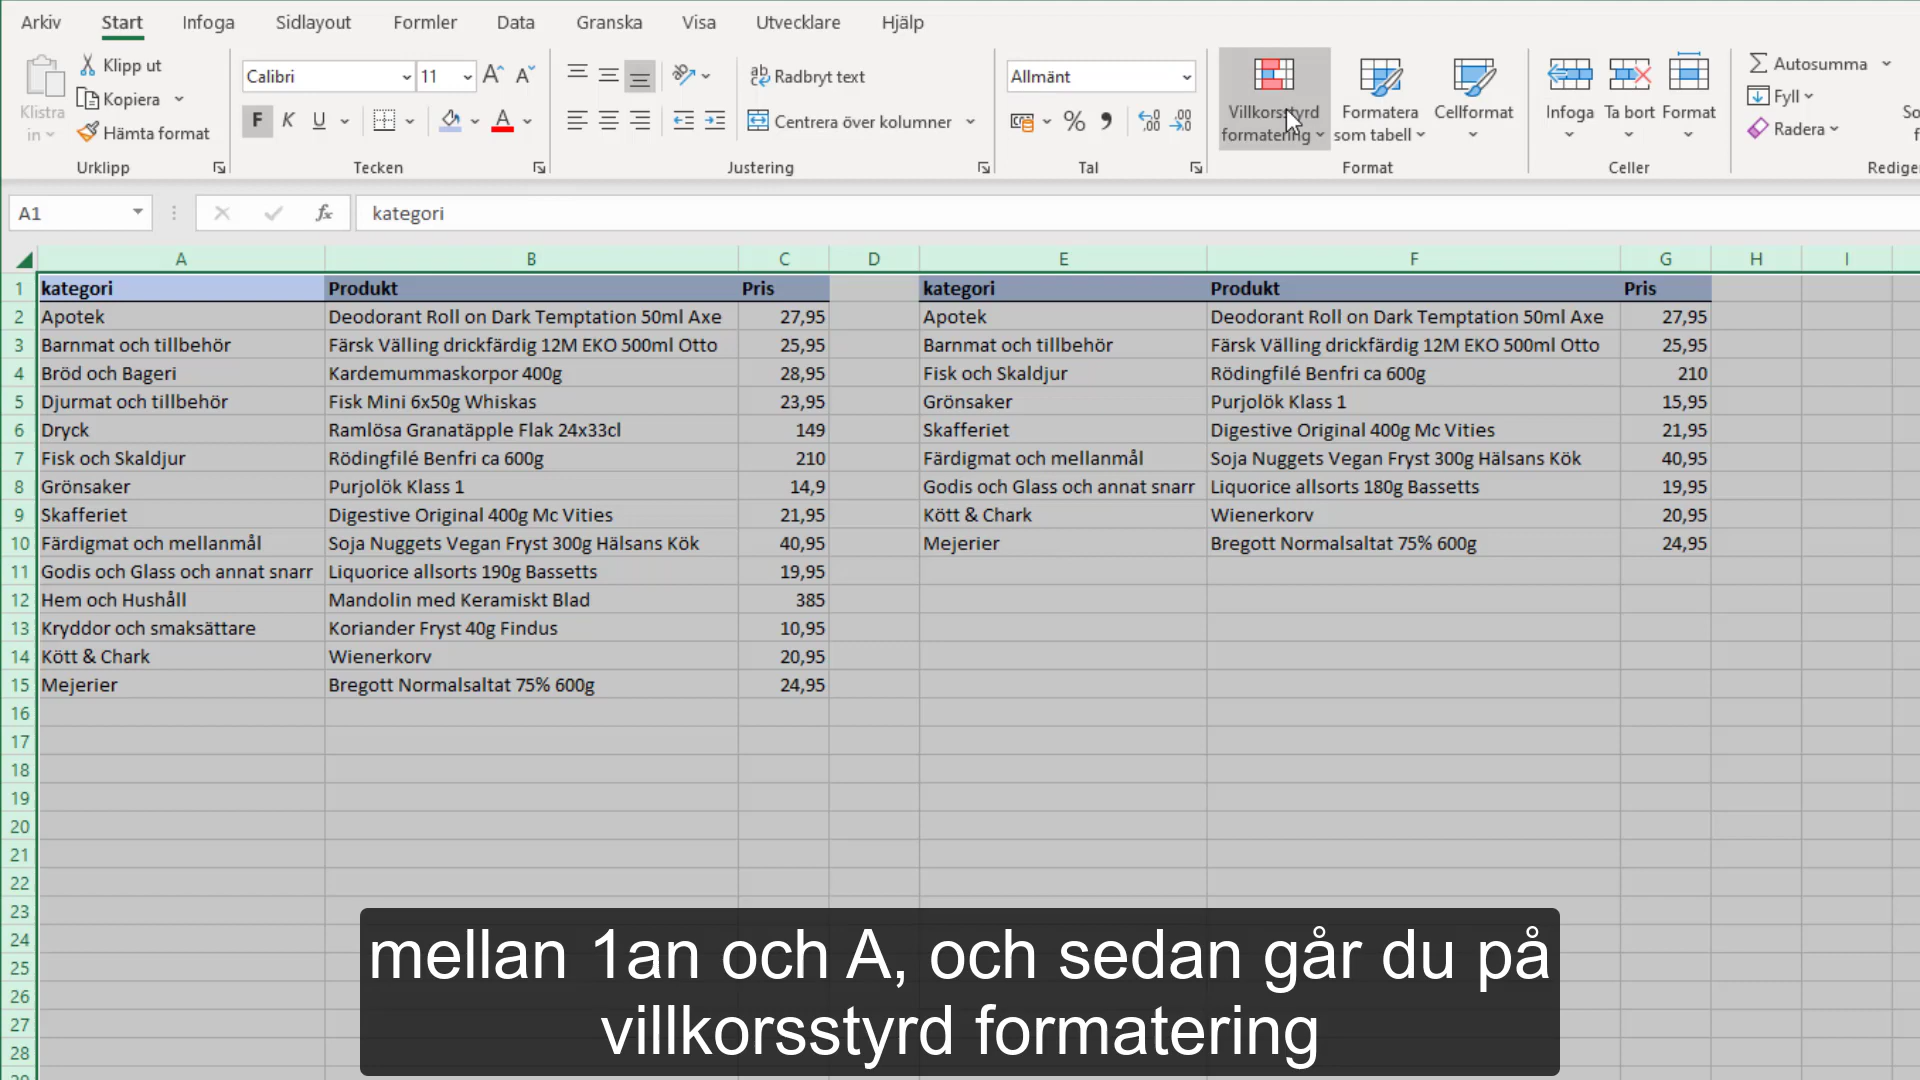 Arkiv Start Infoga Sidlayout Formler Data Granska Visa Utvecklare Hjälp
Klistra in
Klipp ut
Kopiera
Hämta format
Urklipp
Calibri 11
F K U A
Tecken
Radbryt text
Centrera över kolumner
Justering
Allmänt
%
Tal
Villkorsstyrd formatering
Formatera som tabell
Cellformat
Format
Infoga Ta bort Format
Celler
Autosumma
Fyll
Radera
A1 fx kategori
A B C D E F G H I
1 kategori Produkt Pris kategori Produkt Pris
2 Apotek Deodorant Roll on Dark Temptation 50ml Axe 27,95 Apotek Deodorant Roll on Dark Temptation 50ml Axe 27,95
3 Barnmat och tillbehör Färsk Välling drickfärdig 12M EKO 500ml Otto 25,95 Barnmat och tillbehör Färsk Välling drickfärdig 12M EKO 500ml Otto 25,95
4 Bröd och Bageri Kardemummaskorpor 400g 28,95 Fisk och Skaldjur Rödingfilé Benfri ca 600g 210
5 Djurmat och tillbehör Fisk Mini 6x50g Whiskas 23,95 Grönsaker Purjolök Klass 1 15,95
6 Dryck Ramlösa Granatäpple Flak 24x33cl 149 Skafferiet Digestive Original 400g Mc Vities 21,95
7 Fisk och Skaldjur Rödingfilé Benfri ca 600g 210 Färdigmat och mellanmål Soja Nuggets Vegan Fryst 300g Hälsans Kök 40,95
8 Grönsaker Purjolök Klass 1 14,9 Godis och Glass och annat snarr Liquorice allsorts 180g Bassetts 19,95
9 Skafferiet Digestive Original 400g Mc Vities 21,95 Kött & Chark Wienerkorv 20,95
10 Färdigmat och mellanmål Soja Nuggets Vegan Fryst 300g Hälsans Kök 40,95 Mejerier Bregott Normalsaltat 75% 600g 24,95
11 Godis och Glass och annat snarr Liquorice allsorts 190g Bassetts 19,95
12 Hem och Hushåll Mandolin med Keramiskt Blad 385
13 Kryddor och smaksättare Koriander Fryst 40g Findus 10,95
14 Kött & Chark Wienerkorv 20,95
15 Mejerier Bregott Normalsaltat 75% 600g 24,95
16
17
18
19
20
21
22
23
24
25
26
27
28
mellan 1an och A, och sedan går du på
villkorsstyrd formatering